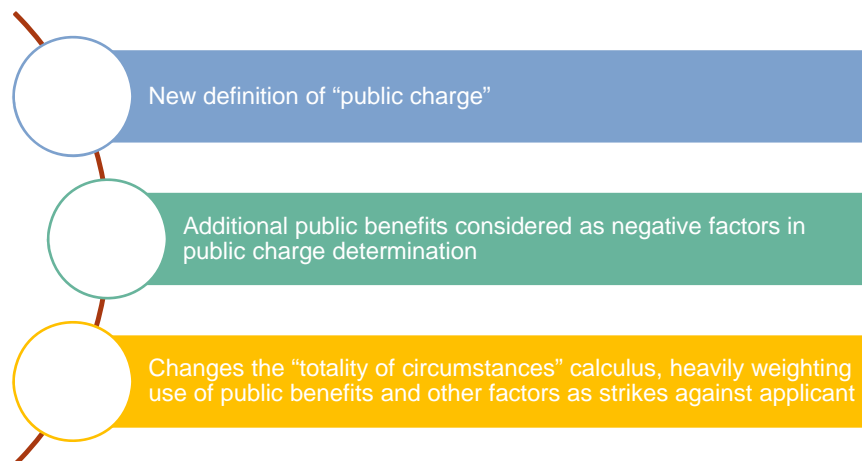 New definition of “public charge”
Additional public benefits considered as negative factors in
public charge determination
Changes the “totality of circumstances” calculus, heavily weighting
use of public benefits and other factors as strikes against applicant